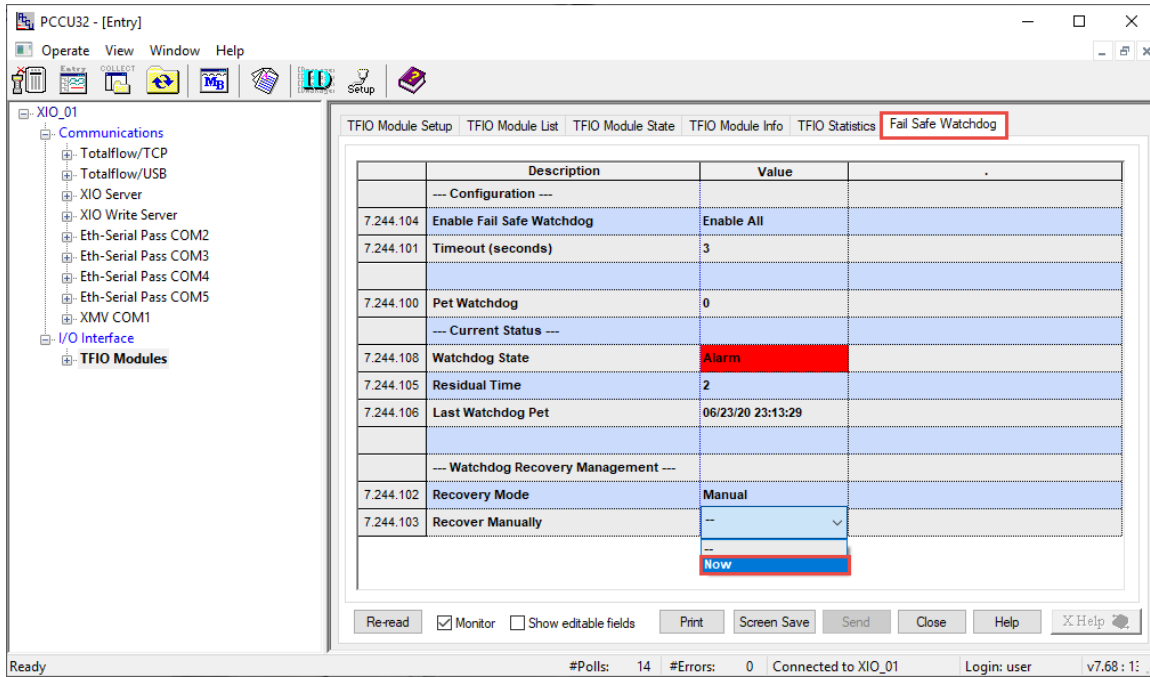 PCCU32 - [Entry]
Operate View Window Help
Entry
COLLECT
MB
ID
Setup
XIO_01
Communications
Totalflow/TCP
Totalflow/USB
XIO Server
XIO Write Server
Eth-Serial Pass COM2
Eth-Serial Pass COM3
Eth-Serial Pass COM4
Eth-Serial Pass COM5
XMV COM1
I/O Interface
TFIO Modules
TFIO Module Setup TFIO Module List TFIO Module State TFIO Module Info TFIO Statistics Fail Safe Watchdog
Description Value .
--- Configuration ---
7.244.104 Enable Fail Safe Watchdog Enable All
7.244.101 Timeout (seconds) 3
7.244.100 Pet Watchdog 0
--- Current Status ---
7.244.108 Watchdog State Alarm
7.244.105 Residual Time 2
7.244.106 Last Watchdog Pet 06/23/20 23:13:29
--- Watchdog Recovery Management ---
7.244.102 Recovery Mode Manual
7.244.103 Recover Manually --
--
Now
Re-read Monitor Show editable fields Print Screen Save Send Close Help X Help
Ready #Polls: 14 #Errors: 0 Connected to XIO_01 Login: user v7.68 :